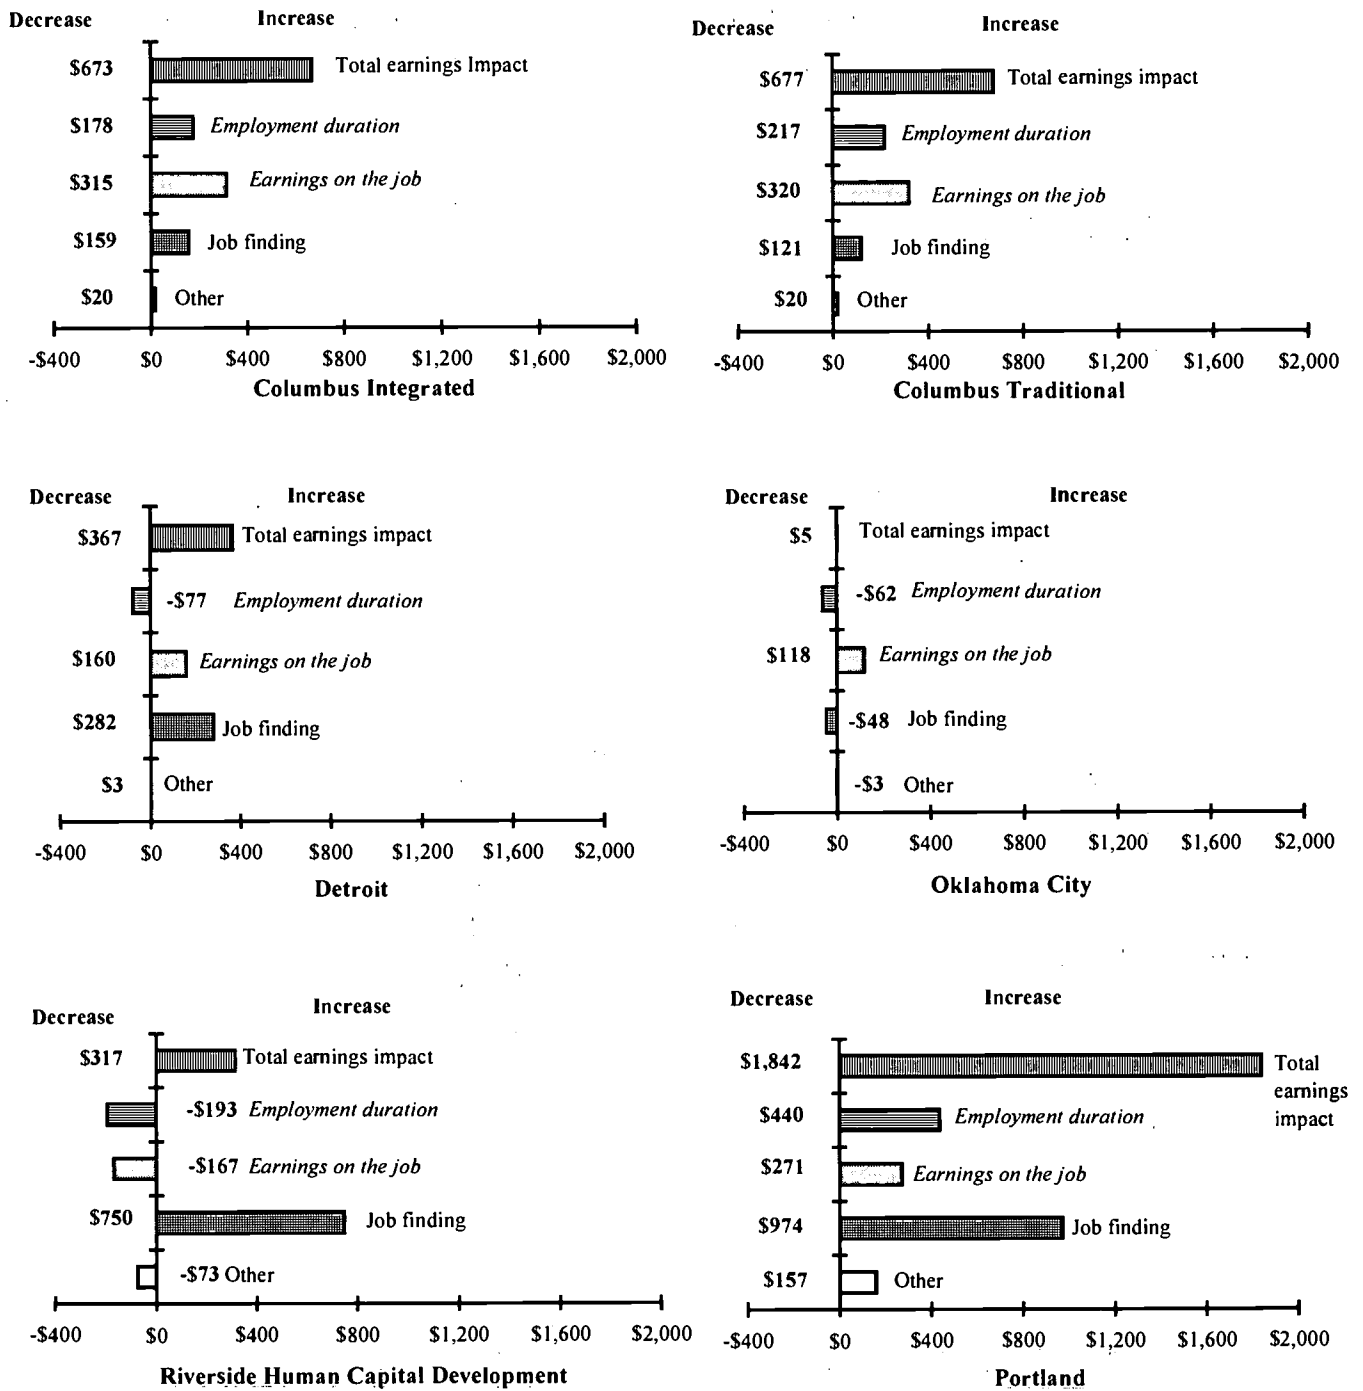 Decrease Increase
$673 Total earnings Impact
$178 Employment duration
$315 Earnings on the job
$159 Job finding
$20 Other
-$400 $0 $400 $800 $1,200 $1,600 $2,000
Columbus Integrated
Decrease Increase
$677 Total earnings impact
$217 Employment duration
$320 Earnings on the job
$121 Job finding
$20 Other
-$400 $0 $400 $800 $1,200 $1,600 $2,000
Columbus Traditional
Decrease Increase
$367 Total earnings impact
-$77 Employment duration
$160 Earnings on the job
$282 Job finding
$3 Other
-$400 $0 $400 $800 $1,200 $1,600 $2,000
Detroit
Decrease Increase
$5 Total earnings impact
-$62 Employment duration
$118 Earnings on the job
-$48 Job finding
-$3 Other
-$400 $0 $400 $800 $1,200 $1,600 $2,000
Oklahoma City
Decrease Increase
$317 Total earnings impact
-$193 Employment duration
-$167 Earnings on the job
$750 Job finding
-$73 Other
-$400 $0 $400 $800 $1,200 $1,600 $2,000
Riverside Human Capital Development
Decrease Increase
$1,842 Total
earnings
impact
$440 Employment duration
$271 Earnings on the job
$974 Job finding
$157 Other
-$400 $0 $400 $800 $1,200 $1,600 $2,000
Portland